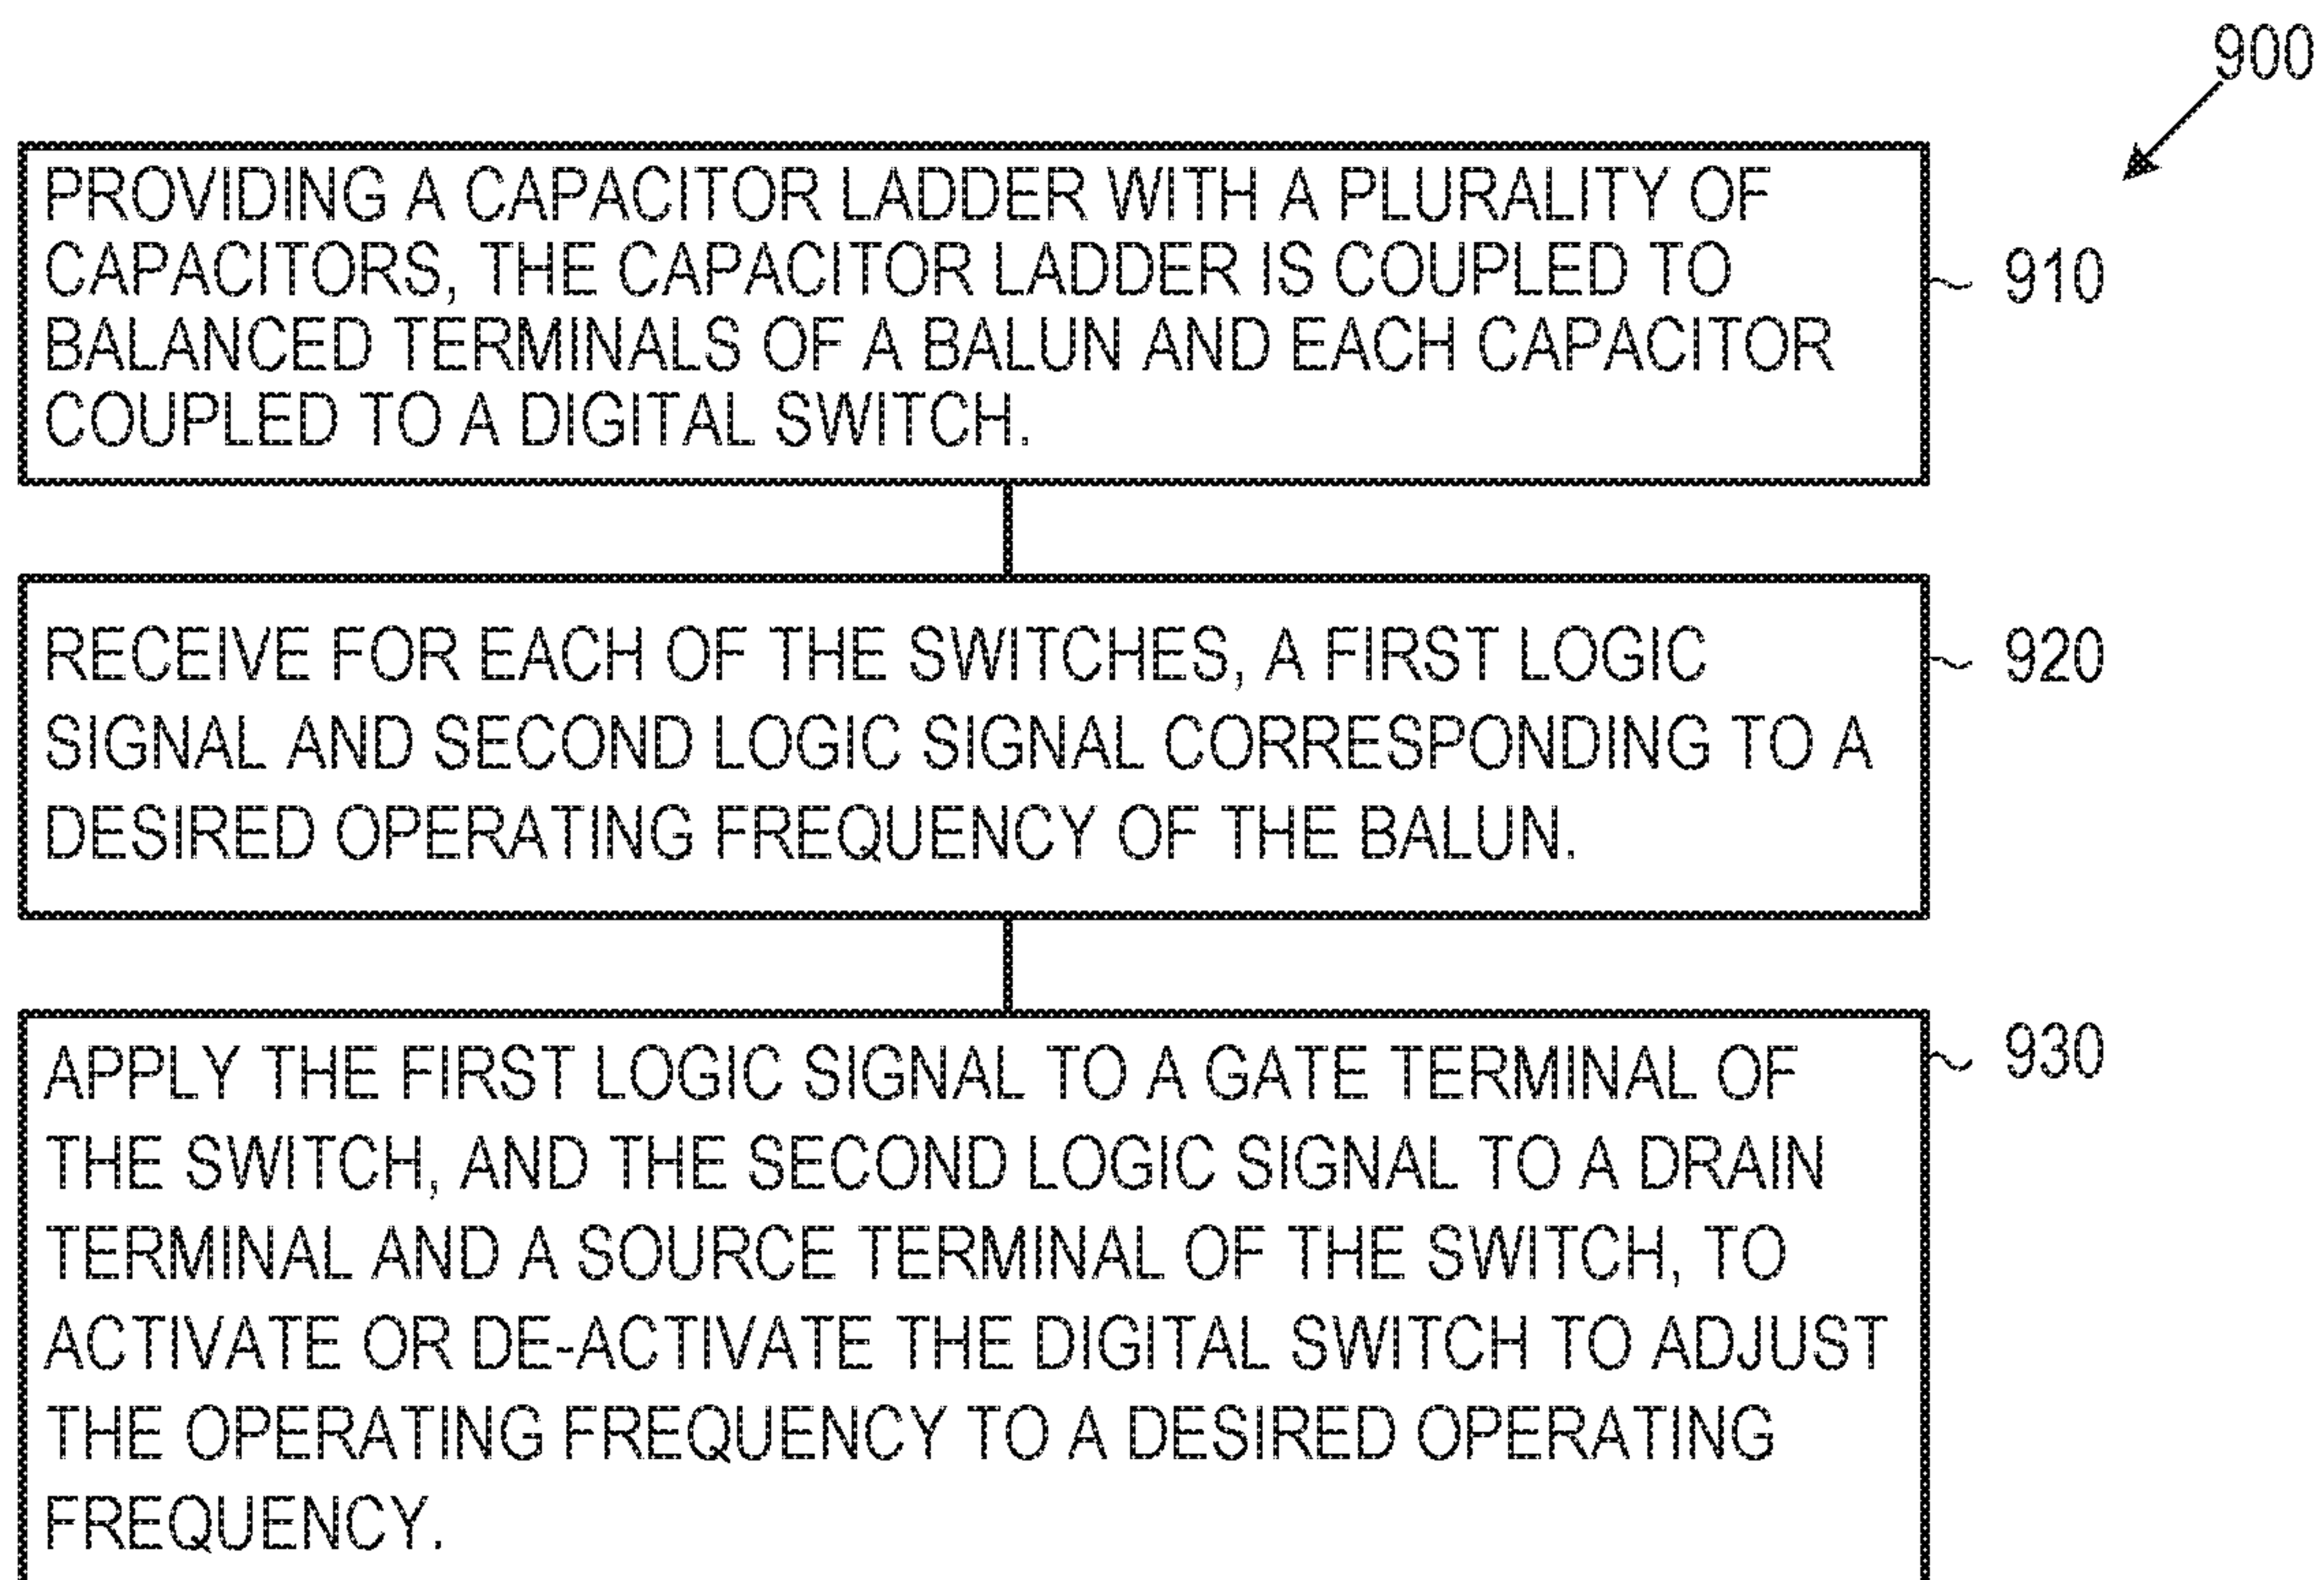 900
PROVIDING A CAPACITOR LADDER WITH A PLURALITY OF
CAPACITORS, THE CAPACITOR LADDER IS COUPLED TO
BALANCED TERMINALS OF A BALUN AND EACH CAPACITOR
COUPLED TO A DIGITAL SWITCH.
910
RECEIVE FOR EACH OF THE SWITCHES, A FIRST LOGIC
SIGNAL AND SECOND LOGIC SIGNAL CORRESPONDING TO A
DESIRED OPERATING FREQUENCY OF THE BALUN.
920
APPLY THE FIRST LOGIC SIGNAL TO A GATE TERMINAL OF
THE SWITCH, AND THE SECOND LOGIC SIGNAL TO A DRAIN
TERMINAL AND A SOURCE TERMINAL OF THE SWITCH, TO
ACTIVATE OR DE-ACTIVATE THE DIGITAL SWITCH TO ADJUST
THE OPERATING FREQUENCY TO A DESIRED OPERATING
FREQUENCY.
930